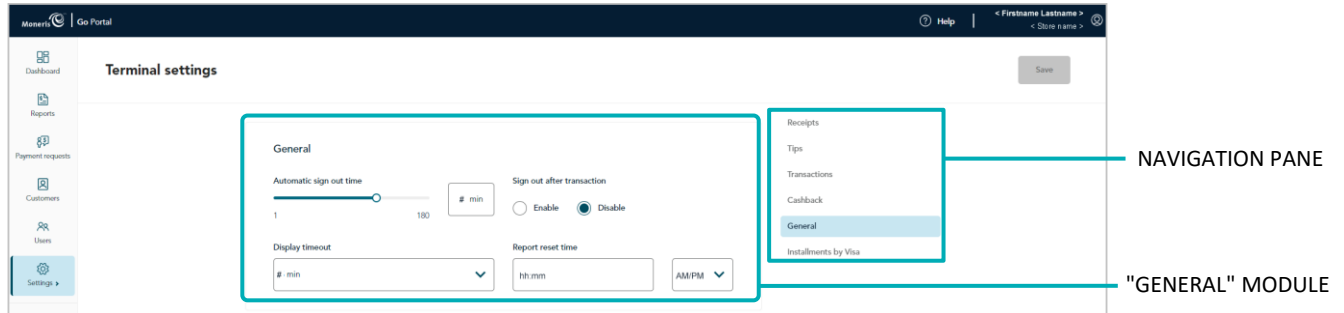 Moneris Go Portal
Help
< Firstname Lastname >
< Store name >
Dashboard
Reports
Payment requests
Customers
Users
Settings
Terminal settings
Save
General
Automatic sign out time
1 180
# min
Sign out after transaction
Enable Disable
Display timeout
# - min
Report reset time
hh:mm
AM/PM
Receipts
Tips
Transactions
Cashback
General
Installments by Visa
NAVIGATION PANE
"GENERAL" MODULE